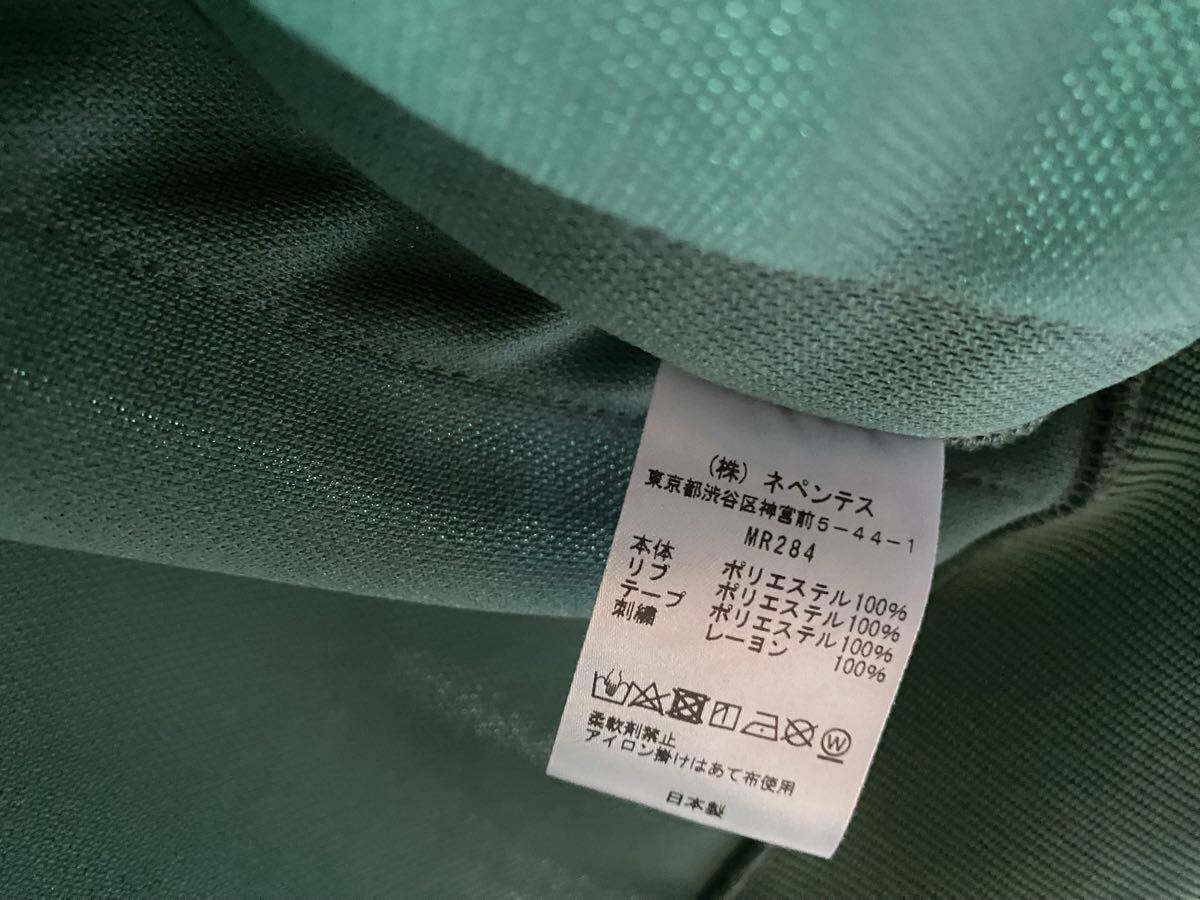 (株) ネペンテス
東京都渋谷区神宮前5-44-1
MR284
本体 ポリエステル100%
リブ ポリエステル100%
テープ ポリエステル100%
刺繍 レーヨン 100%
W
柔軟剤禁止
アイロン掛けはあて布使用
日本製